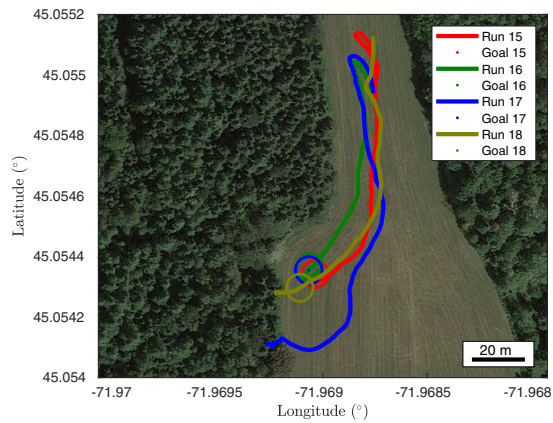 45.0552
45.055
45.0548
45.0546
45.0544
45.0542
45.054
Latitude (°)
-71.97
-71.9695
-71.969
-71.9685
-71.968
Longitude (°)
Run 15
Goal 15
Run 16
Goal 16
Run 17
Goal 17
Run 18
Goal 18
20 m